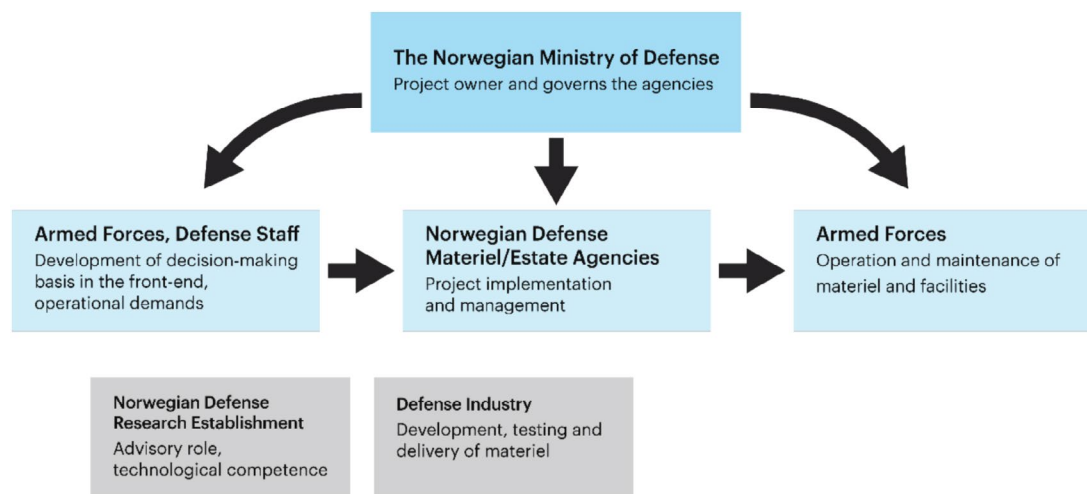 The Norwegian Ministry of Defense
Project owner and governs the agencies
Armed Forces, Defense Staff
Development of decision-making
basis in the front-end,
operational demands
Norwegian Defense
Materiel/Estate Agencies
Project implementation
and management
Armed Forces
Operation and maintenance of
materiel and facilities
Norwegian Defense
Research Establishment
Advisory role,
technological competence
Defense Industry
Development, testing and
delivery of materiel